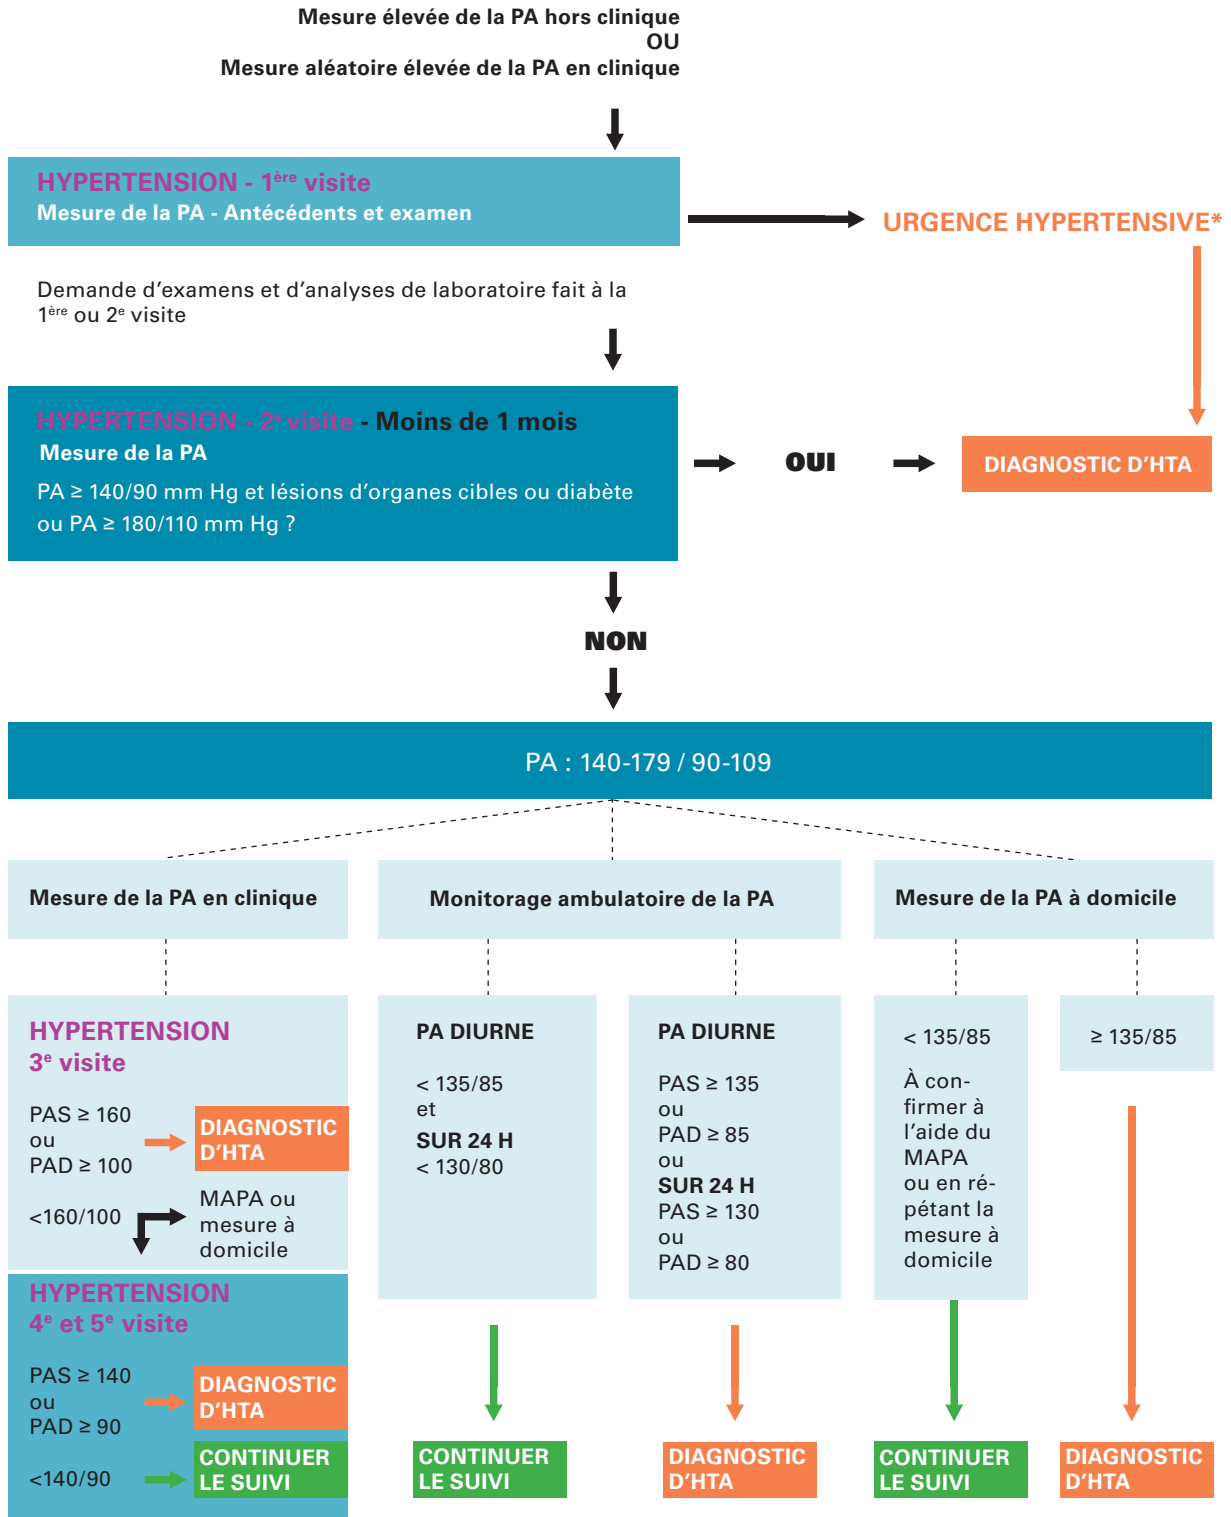 Mesure élevée de la PA hors clinique
OU
Mesure aléatoire élevée de la PA en clinique
HYPERTENSION - 1ère visite
Mesure de la PA - Antécédents et examen
URGENCE HYPERTENSIVE*
Demande d'examens et d'analyses de laboratoire fait à la
1ère ou 2e visite
HYPERTENSION - 2e visite - Moins de 1 mois
Mesure de la PA
PA ≥ 140/90 mm Hg et lésions d'organes cibles ou diabète
ou PA ≥ 180/110 mm Hg ?
OUI
DIAGNOSTIC D'HTA
NON
PA : 140-179 / 90-109
Mesure de la PA en clinique
HYPERTENSION
3e visite
PAS ≥ 160
ou
PAD ≥ 100
DIAGNOSTIC
D'HTA
<160/100
MAPA ou
mesure à
domicile
HYPERTENSION
4e et 5e visite
PAS ≥ 140
ou
PAD ≥ 90
DIAGNOSTIC
D'HTA
<140/90
CONTINUER
LE SUIVI
Monitorage ambulatoire de la PA
PA DIURNE
< 135/85
et
SUR 24 H
< 130/80
CONTINUER
LE SUIVI
PA DIURNE
PAS ≥ 135
ou
PAD ≥ 85
ou
SUR 24 H
PAS ≥ 130
ou
PAD ≥ 80
DIAGNOSTIC
D'HTA
Mesure de la PA à domicile
< 135/85
À con-
firmer à
l'aide du
MAPA
ou en ré-
pétant la
mesure à
domicile
CONTINUER
LE SUIVI
≥ 135/85
DIAGNOSTIC
D'HTA